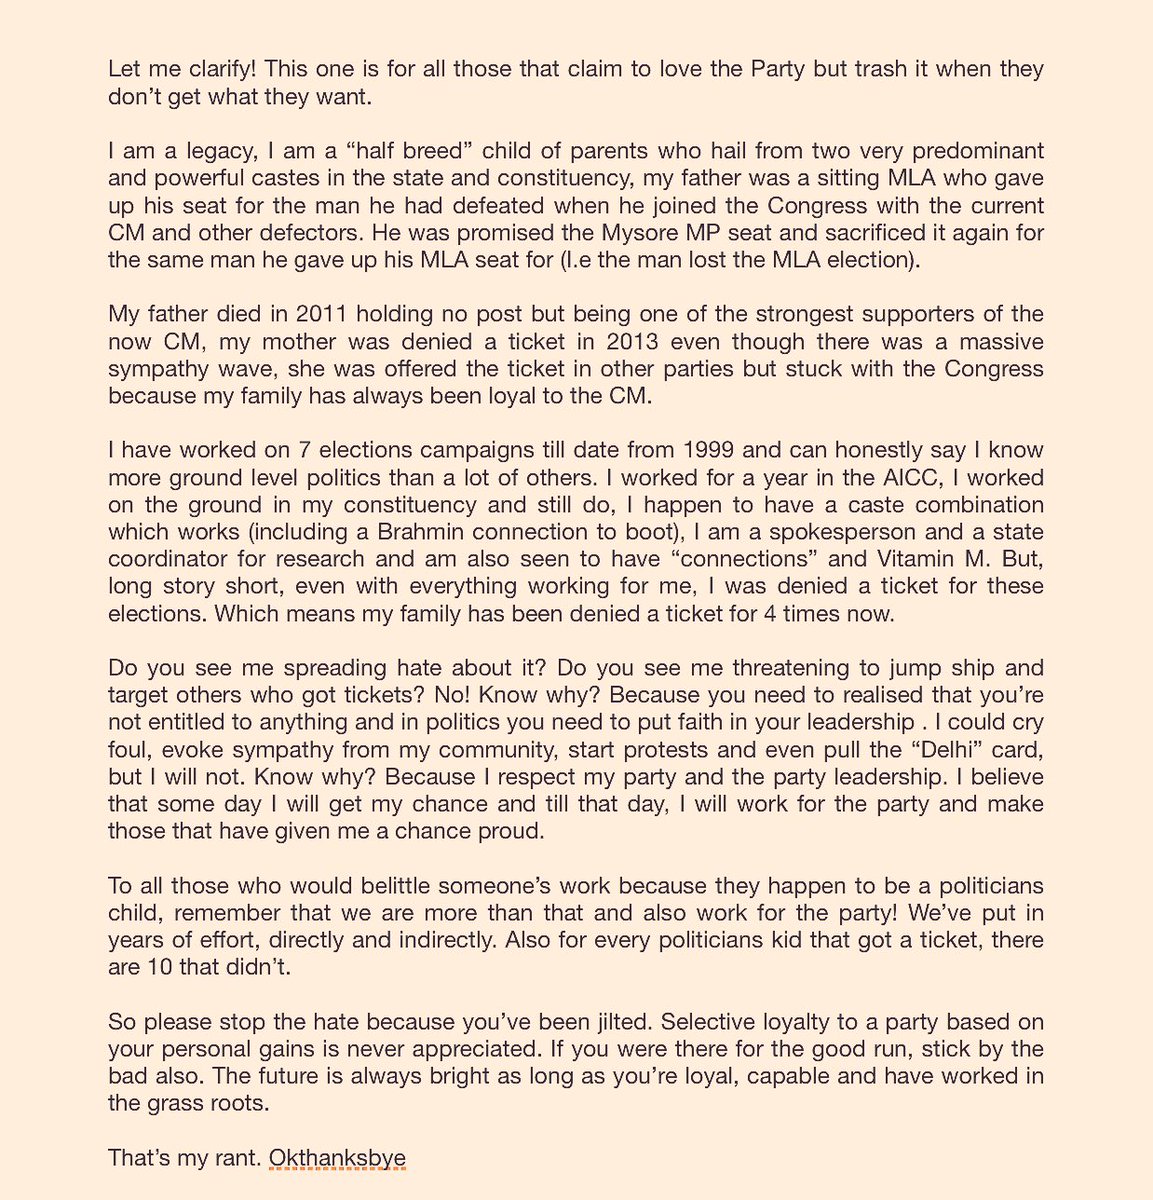 Let me clarify! This one is for all those that claim to love the Party but trash it when they
don’t get what they want.
I am a legacy, I am a “half breed” child of parents who hail from two very predominant
and powerful castes in the state and constituency, my father was a sitting MLA who gave
up his seat for the man he had defeated when he joined the Congress with the current
CM and other defectors. He was promised the Mysore MP seat and sacrificed it again for
the same man he gave up his MLA seat for (I.e the man lost the MLA election).
My father died in 2011 holding no post but being one of the strongest supporters of the
now CM, my mother was denied a ticket in 2013 even though there was a massive
sympathy wave, she was offered the ticket in other parties but stuck with the Congress
because my family has always been loyal to the CM.
I have worked on 7 elections campaigns till date from 1999 and can honestly say I know
more ground level politics than a lot of others. I worked for a year in the AICC, I worked
on the ground in my constituency and still do, I happen to have a caste combination
which works (including a Brahmin connection to boot), I am a spokesperson and a state
coordinator for research and am also seen to have “connections” and Vitamin M. But,
long story short, even with everything working for me, I was denied a ticket for these
elections. Which means my family has been denied a ticket for 4 times now.
Do you see me spreading hate about it? Do you see me threatening to jump ship and
target others who got tickets? No! Know why? Because you need to realised that you’re
not entitled to anything and in politics you need to put faith in your leadership . I could cry
foul, evoke sympathy from my community, start protests and even pull the “Delhi” card,
but I will not. Know why? Because I respect my party and the party leadership. I believe
that some day I will get my chance and till that day, I will work for the party and make
those that have given me a chance proud.
To all those who would belittle someone’s work because they happen to be a politicians
child, remember that we are more than that and also work for the party! We’ve put in
years of effort, directly and indirectly. Also for every politicians kid that got a ticket, there
are 10 that didn’t.
So please stop the hate because you’ve been jilted. Selective loyalty to a party based on
your personal gains is never appreciated. If you were there for the good run, stick by the
bad also. The future is always bright as long as you’re loyal, capable and have worked in
the grass roots.
That’s my rant. Okthanksbye